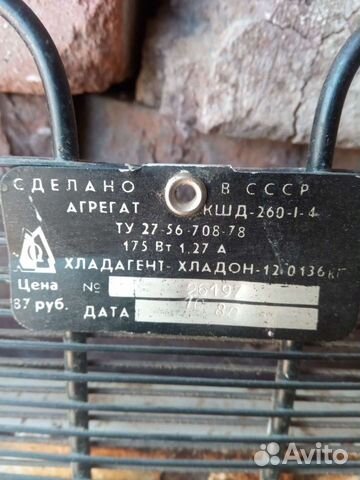 СДЕЛАНО В СССР
АГРЕГАТ КШД-260-I-4
ТУ 27-56-708-78
175 Вт 1,27 А
ХЛАДАГЕНТ-ХЛАДОН-12 0136 кг
Цена
87 руб.
№
ДАТА
Avito